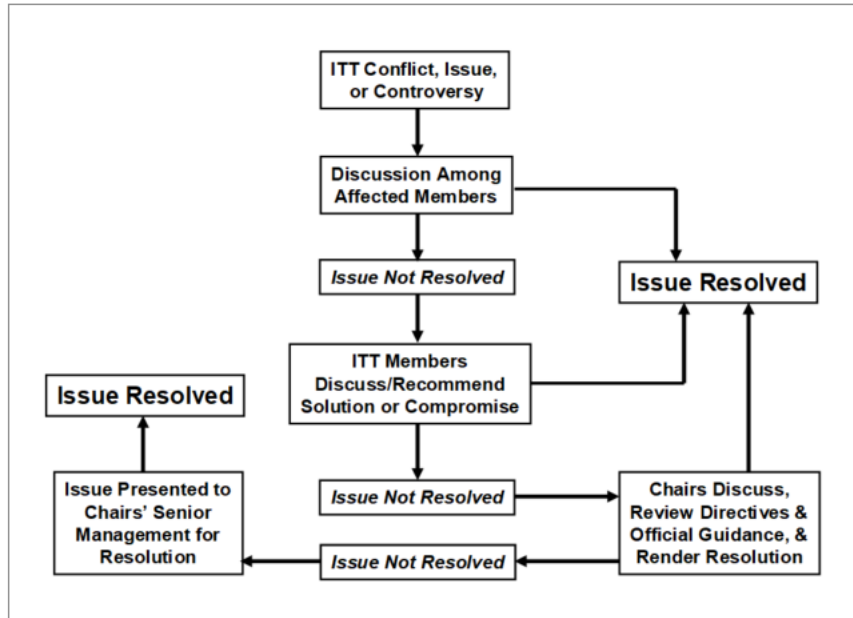 ITT Conflict, Issue,
or Controversy
Discussion Among
Affected Members
Issue Not Resolved
Issue Resolved
ITT Members
Discuss/Recommend
Solution or Compromise
Issue Resolved
Issue Not Resolved
Chairs Discuss,
Review Directives &
Official Guidance, &
Render Resolution
Issue Presented to
Chairs’ Senior
Management for
Resolution
Issue Not Resolved